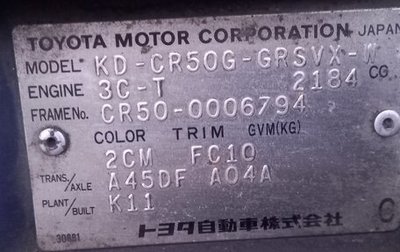 TOYOTA MOTOR CORPORATION JAPAN
MODEL KD-CR50G-GRSVX-W
ENGINE 3C-T 2184 CC
FRAME No. CR50-0006794
COLOR TRIM GVM(KG)
2CM FC10
TRANS./AXLE A45DF A04A
PLANT/BUILT K11
トヨタ自動車株式会社
30881